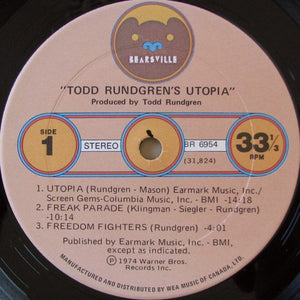 BEARSVILLE
"TODD RUNDGREN'S UTOPIA"
Produced by Todd Rundgren
SIDE
1
STEREO
BR 6954
(31,824)
33 1/3
RPM
1. UTOPIA (Rundgren - Mason) Earmark Music, Inc./
Screen Gems-Columbia Music, Inc. - BMI -14:18
2. FREAK PARADE (Klingman - Siegler - Rundgren)
-10:14
3. FREEDOM FIGHTERS (Rundgren) -4:01
Published by Earmark Music, Inc. - BMI,
except as indicated.
℗1974 Warner Bros.
Records Inc.
MANUFACTURED AND DISTRIBUTED BY WEA MUSIC OF CANADA, LTD.